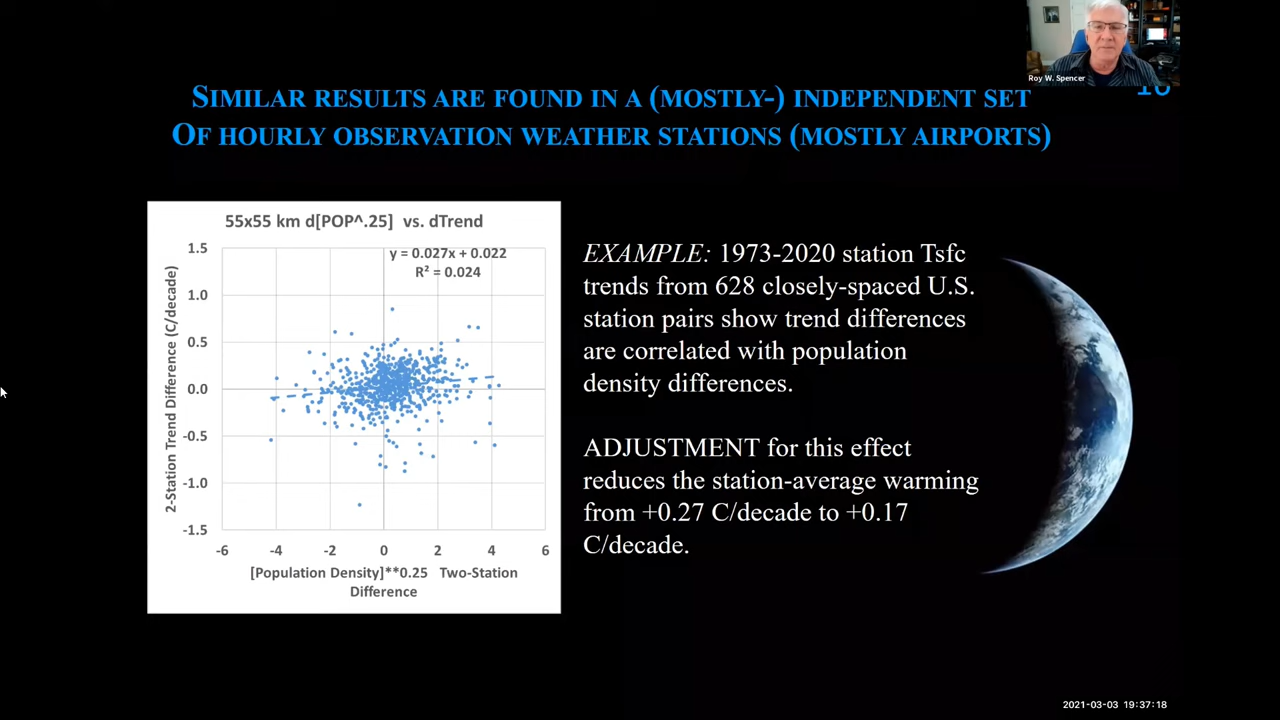 Roy W. Spencer
SIMILAR RESULTS ARE FOUND IN A (MOSTLY-) INDEPENDENT SET
OF HOURLY OBSERVATION WEATHER STATIONS (MOSTLY AIRPORTS)
55x55 km d[POP^.25] vs. dTrend
y = 0.027x + 0.022
R² = 0.024
2-Station Trend Difference (C/decade)
1.5
1.0
0.5
0.0
-0.5
-1.0
-1.5
-6 -4 -2 0 2 4 6
[Population Density]**0.25 Two-Station
Difference
EXAMPLE: 1973-2020 station Tsfc
trends from 628 closely-spaced U.S.
station pairs show trend differences
are correlated with population
density differences.
ADJUSTMENT for this effect
reduces the station-average warming
from +0.27 C/decade to +0.17
C/decade.
2021-03-03 19:37:18